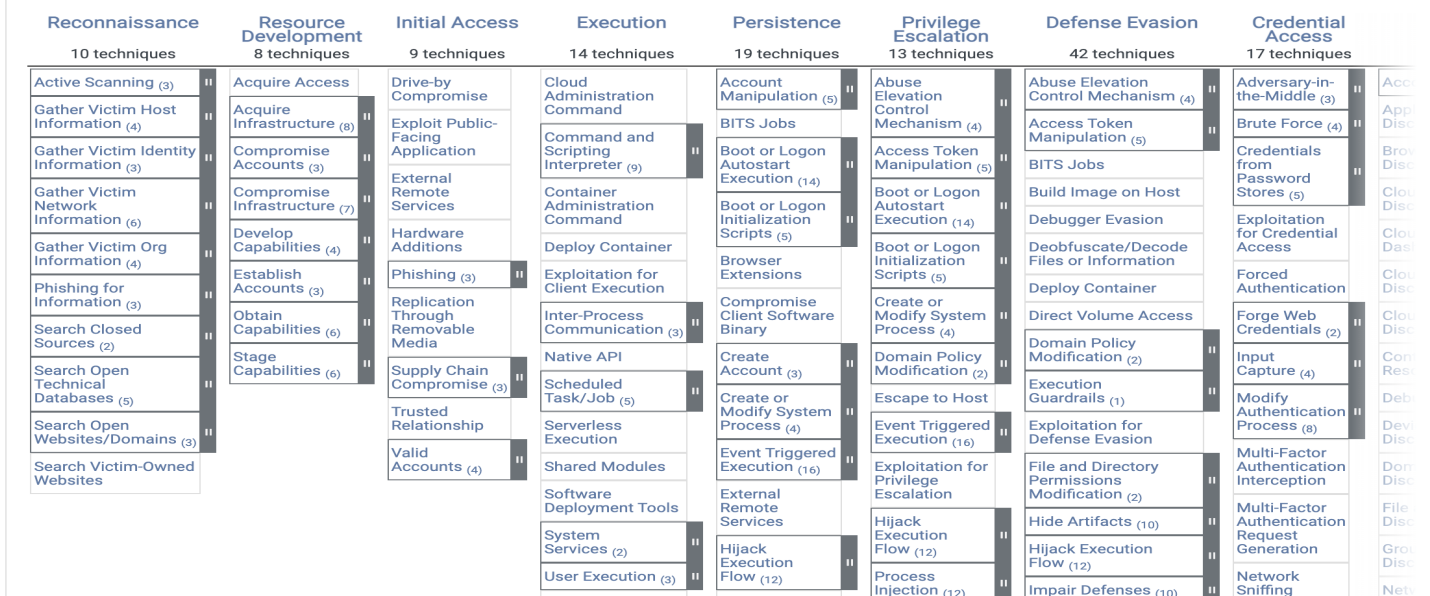 Reconnaissance
10 techniques
Active Scanning (3)
Gather Victim Host
Information (4)
Gather Victim Identity
Information (3)
Gather Victim
Network
Information (6)
Gather Victim Org
Information (4)
Phishing for
Information (3)
Search Closed
Sources (2)
Search Open
Technical
Databases (5)
Search Open
Websites/Domains (3)
Search Victim-Owned
Websites
Resource
Development
8 techniques
Acquire Access
Acquire
Infrastructure (8)
Compromise
Accounts (3)
Compromise
Infrastructure (7)
Develop
Capabilities (4)
Establish
Accounts (3)
Obtain
Capabilities (6)
Stage
Capabilities (6)
Initial Access
9 techniques
Drive-by
Compromise
Exploit Public-
Facing
Application
External
Remote
Services
Hardware
Additions
Phishing (3)
Replication
Through
Removable
Media
Supply Chain
Compromise (3)
Trusted
Relationship
Valid
Accounts (4)
Execution
14 techniques
Cloud
Administration
Command
Command and
Scripting
Interpreter (9)
Container
Administration
Command
Deploy Container
Exploitation for
Client Execution
Inter-Process
Communication (3)
Native API
Scheduled
Task/Job (5)
Serverless
Execution
Shared Modules
Software
Deployment Tools
System
Services (2)
User Execution (3)
Persistence
19 techniques
Account
Manipulation (5)
BITS Jobs
Boot or Logon
Autostart
Execution (14)
Boot or Logon
Initialization
Scripts (5)
Browser
Extensions
Compromise
Client Software
Binary
Create
Account (3)
Create or
Modify System
Process (4)
Event Triggered
Execution (16)
External
Remote
Services
Hijack
Execution
Flow (12)
Privilege
Escalation
13 techniques
Abuse
Elevation
Control
Mechanism (4)
Access Token
Manipulation (5)
Boot or Logon
Autostart
Execution (14)
Boot or Logon
Initialization
Scripts (5)
Create or
Modify System
Process (4)
Domain Policy
Modification (2)
Escape to Host
Event Triggered
Execution (16)
Exploitation for
Privilege
Escalation
Hijack
Execution
Flow (12)
Process
Injection (12)
Defense Evasion
42 techniques
Abuse Elevation
Control Mechanism (4)
Access Token
Manipulation (5)
BITS Jobs
Build Image on Host
Debugger Evasion
Deobfuscate/Decode
Files or Information
Deploy Container
Direct Volume Access
Domain Policy
Modification (2)
Execution
Guardrails (1)
Exploitation for
Defense Evasion
File and Directory
Permissions
Modification (2)
Hide Artifacts (10)
Hijack Execution
Flow (12)
Impair Defenses (10)
Credential
Access
17 techniques
Adversary-in-
the-Middle (3)
Brute Force (4)
Credentials
from
Password
Stores (5)
Exploitation
for Credential
Access
Forced
Authentication
Forge Web
Credentials (2)
Input
Capture (4)
Modify
Authentication
Process (8)
Multi-Factor
Authentication
Interception
Multi-Factor
Authentication
Request
Generation
Network
Sniffing